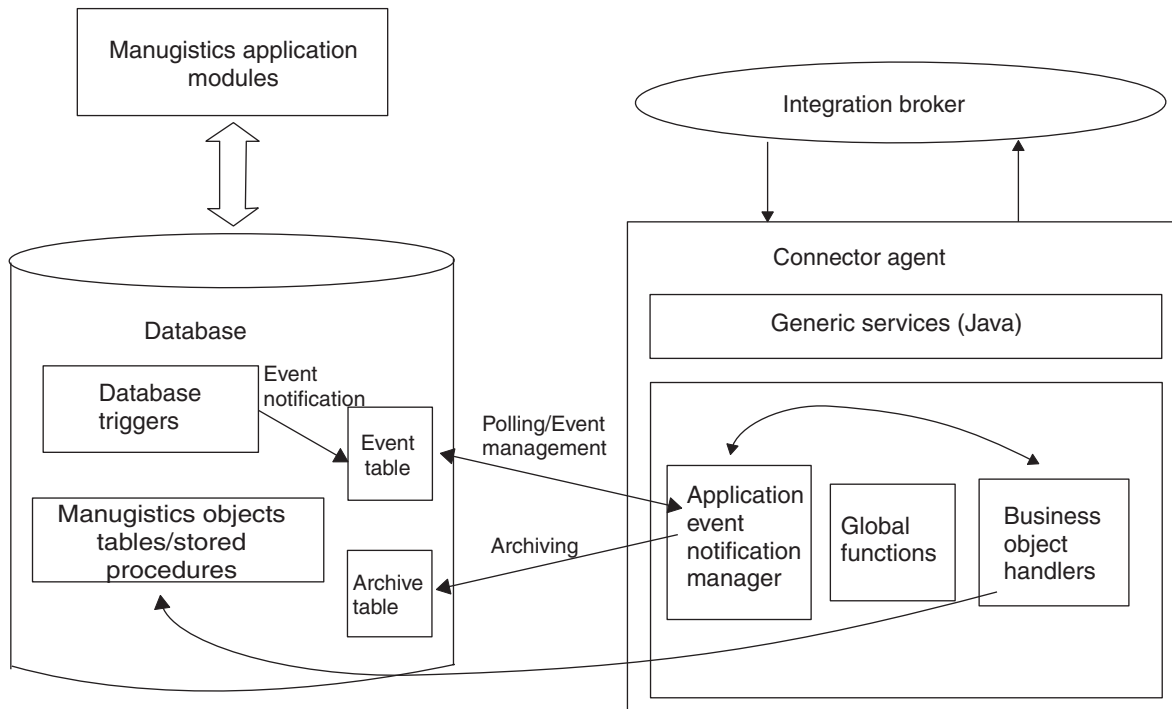 Manugistics application
modules
Integration broker
Connector agent
Generic services (Java)
Database
Database
triggers
Event
notification
Event
table
Polling/Event
management
Manugistics objects
tables/stored
procedures
Archiving
Archive
table
Application
event
notification
manager
Global
functions
Business
object
handlers